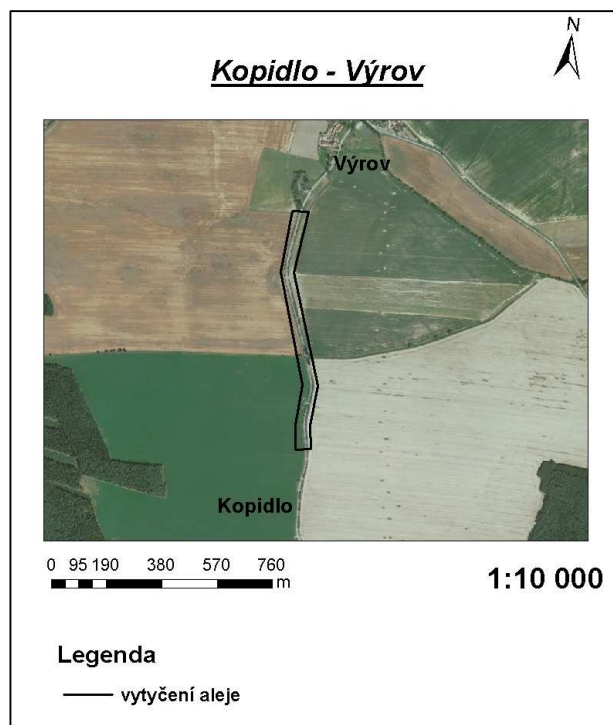 N
Kopidlo - Výrov
Výrov
Kopidlo
0 95 190 380 570 760
m
1:10 000
Legenda
vytyčení aleje